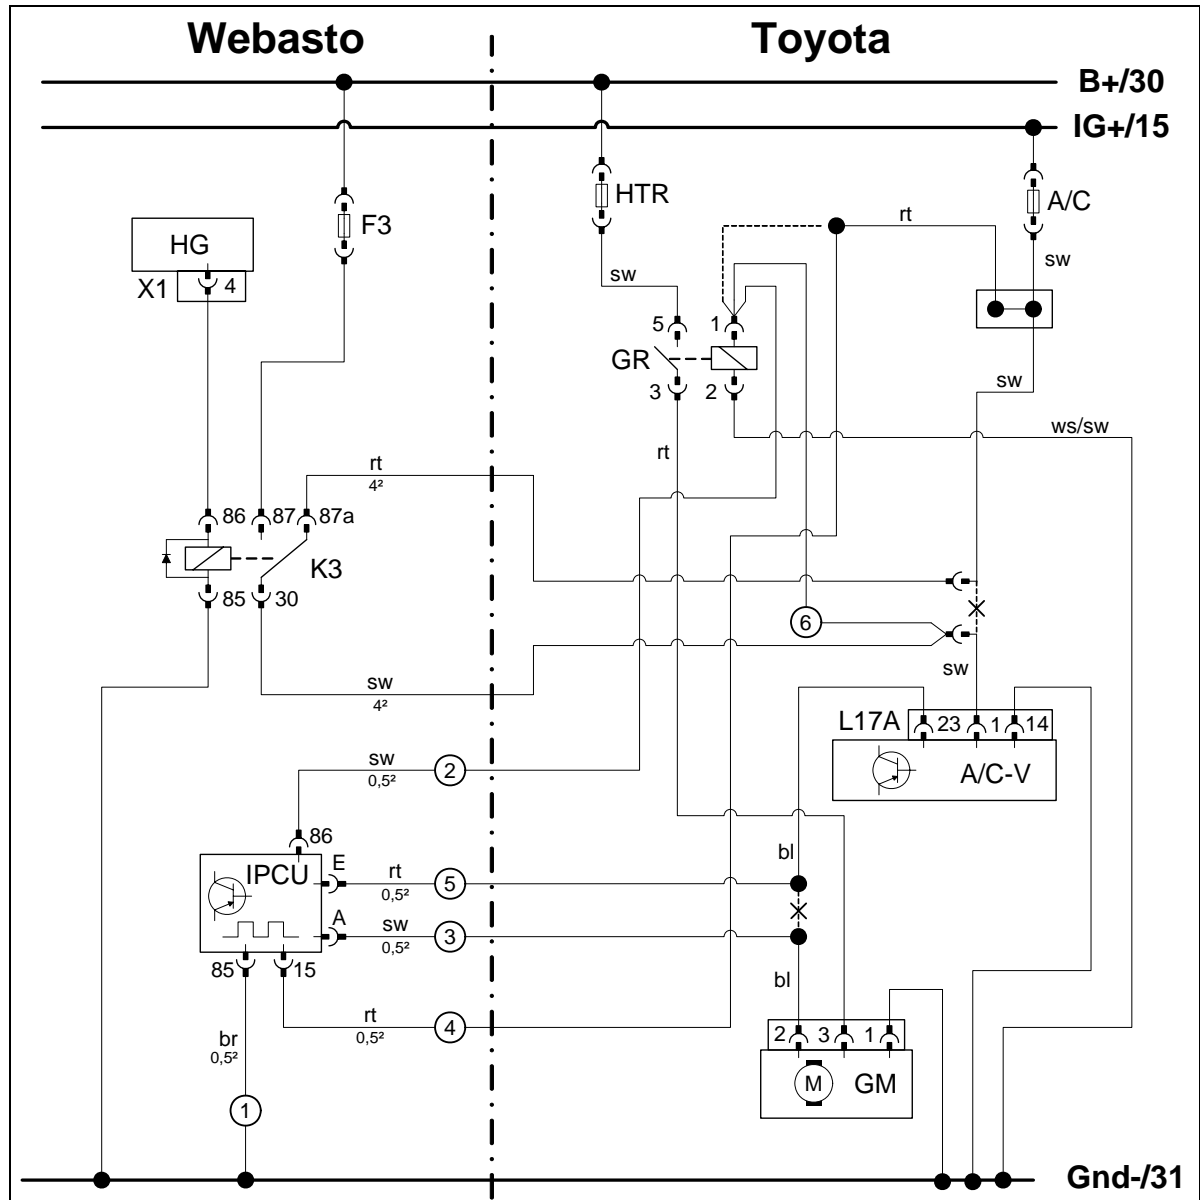 Webasto
Toyota
B+/30
IG+/15
HTR
A/C
F3
rt
HG
sw
sw
X1
4
5
1
GR
3
2
sw
ws/sw
rt
rt
4²
86
87
87a
K3
85
30
6
sw
sw
4²
L17A
23
1
14
A/C-V
sw
0,5²
2
86
bl
IPCU
E
rt
0,5²
5
A
sw
0,5²
3
85
15
bl
rt
0,5²
4
br
0,5²
2
3
1
M
GM
1
Gnd-/31